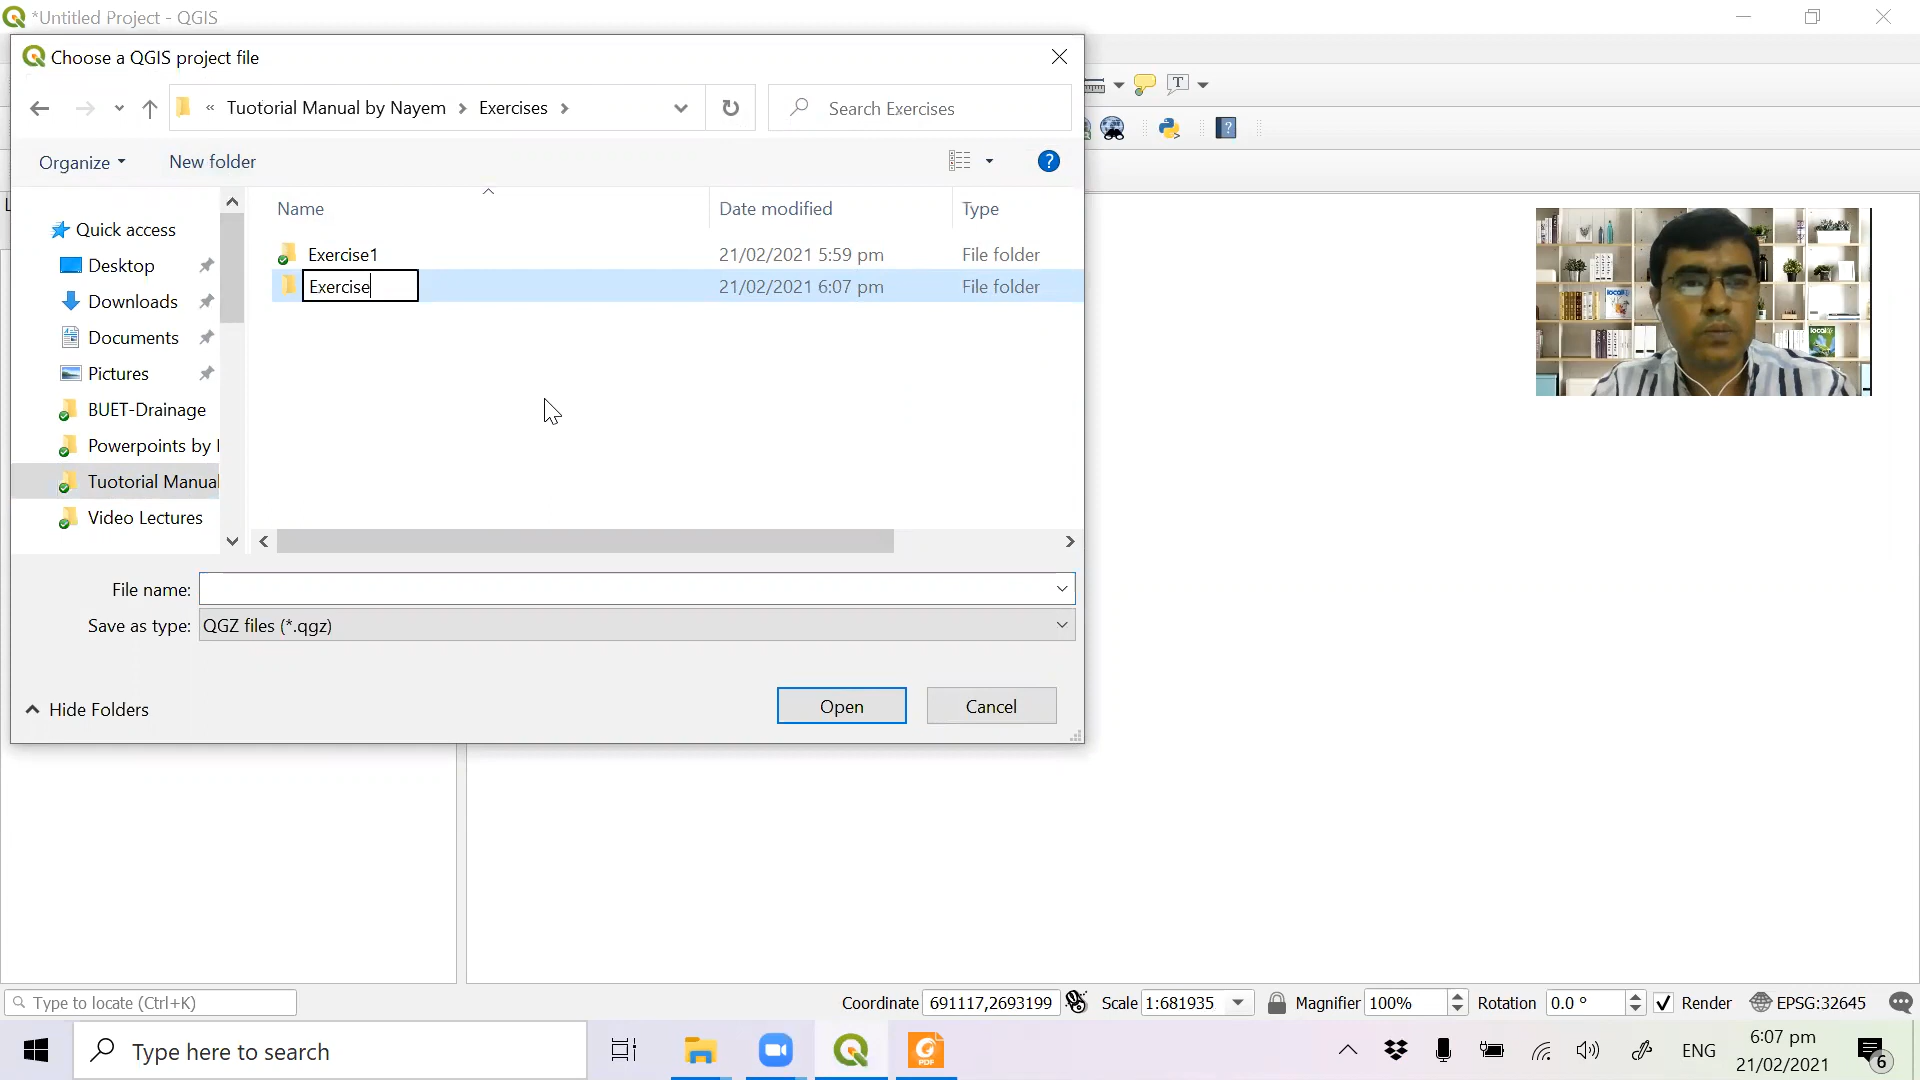 *Untitled Project - QGIS
Choose a QGIS project file
« Tuotorial Manual by Nayem > Exercises >
Search Exercises
Organize
New folder
Name
Date modified
Type
Quick access
Desktop
Downloads
Documents
Pictures
BUET-Drainage
Powerpoints by
Tuotorial Manual
Video Lectures
Exercise1 21/02/2021 5:59 pm File folder
Exercise 21/02/2021 6:07 pm File folder
File name:
Save as type: QGZ files (*.qgz)
Hide Folders
Open
Cancel
Type to locate (Ctrl+K)
Coordinate 691117,2693199
Scale 1:681935
Magnifier 100%
Rotation 0.0 °
Render
EPSG:32645
Type here to search
PDF
ENG
6:07 pm
21/02/2021
6